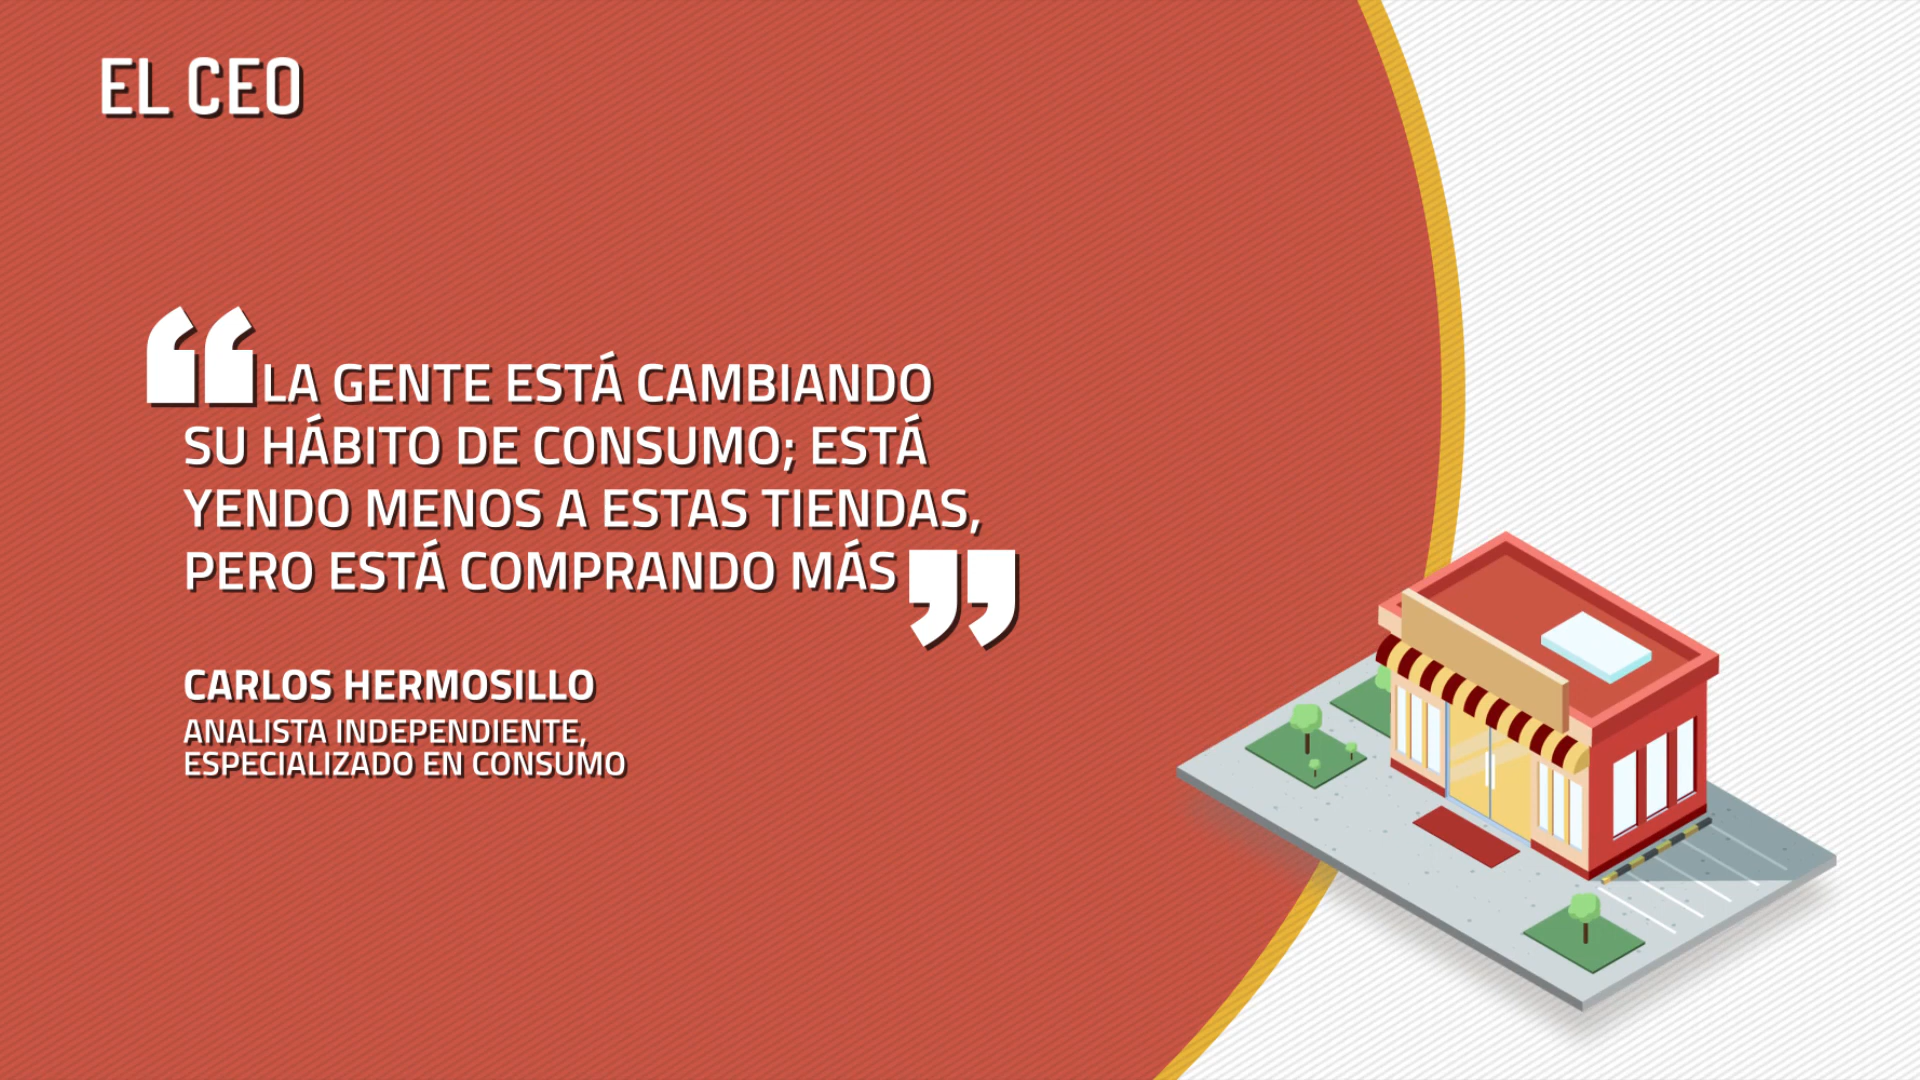 EL CEO
“LA GENTE ESTÁ CAMBIANDO
SU HÁBITO DE CONSUMO; ESTÁ
YENDO MENOS A ESTAS TIENDAS,
PERO ESTÁ COMPRANDO MÁS”
CARLOS HERMOSILLO
ANALISTA INDEPENDIENTE,
ESPECIALIZADO EN CONSUMO